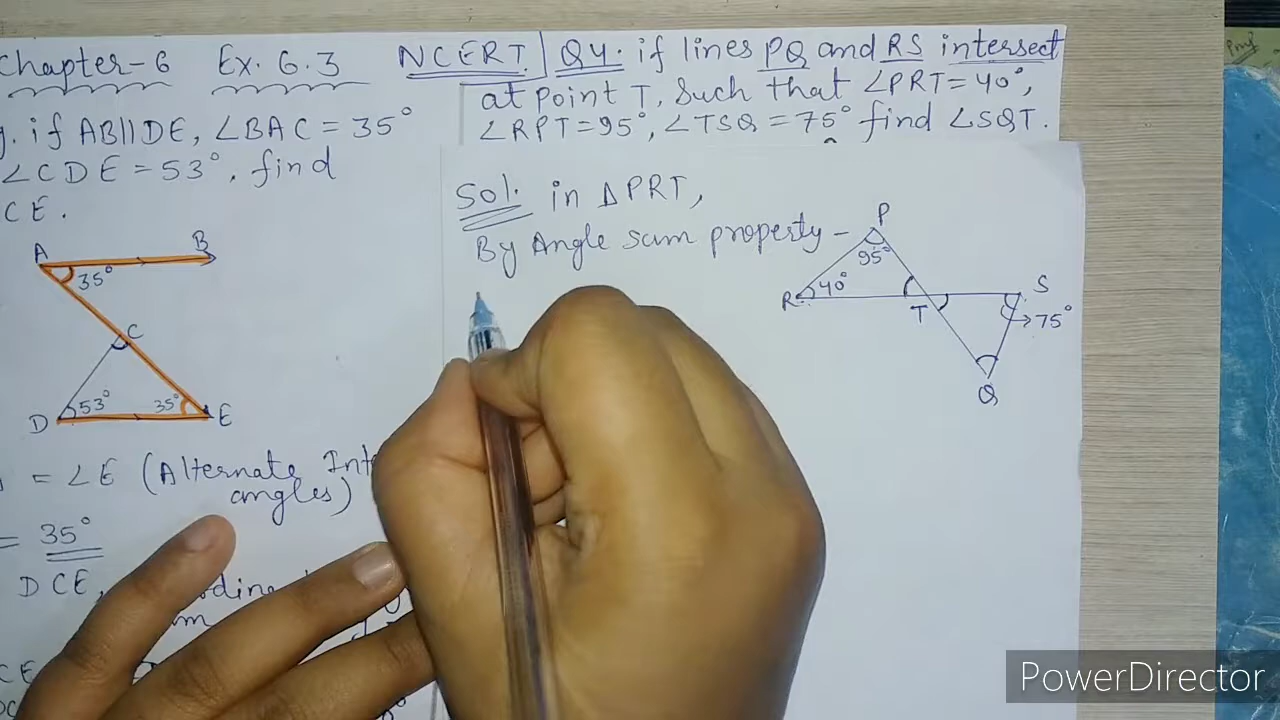 Chapter-6 Ex. 6.3
if AB||DE, ∠BAC = 35°
∠CDE = 53°, find
CE.
A B
35°
C
D 53° 35° E
= ∠E (Alternate
angles)
= 35°
DCE,
NCERT. Q4. if lines PQ and RS intersect
at point T, Such that ∠PRT=40°,
∠RPT=95°, ∠TSQ=75° find ∠SQT.
Sol. in △PRT,
By Angle sum property-
P
95°
R 40° T S
75°
Q
PowerDirector